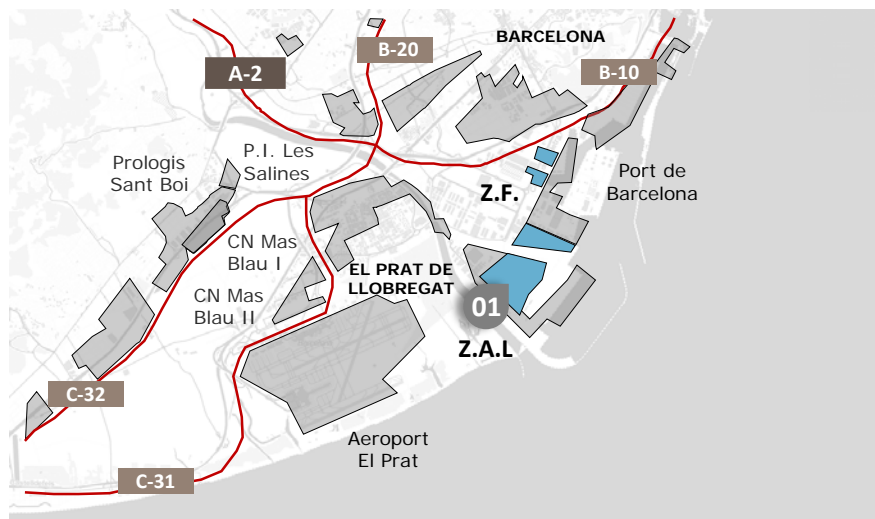 BARCELONA
B-20
A-2
B-10
P.I. Les
Salines
Prologis
Sant Boi
Port de
Barcelona
Z.F.
CN Mas
Blau I
EL PRAT DE
LLOBREGAT
CN Mas
Blau II
01
Z.A.L
C-32
Aeroport
El Prat
C-31